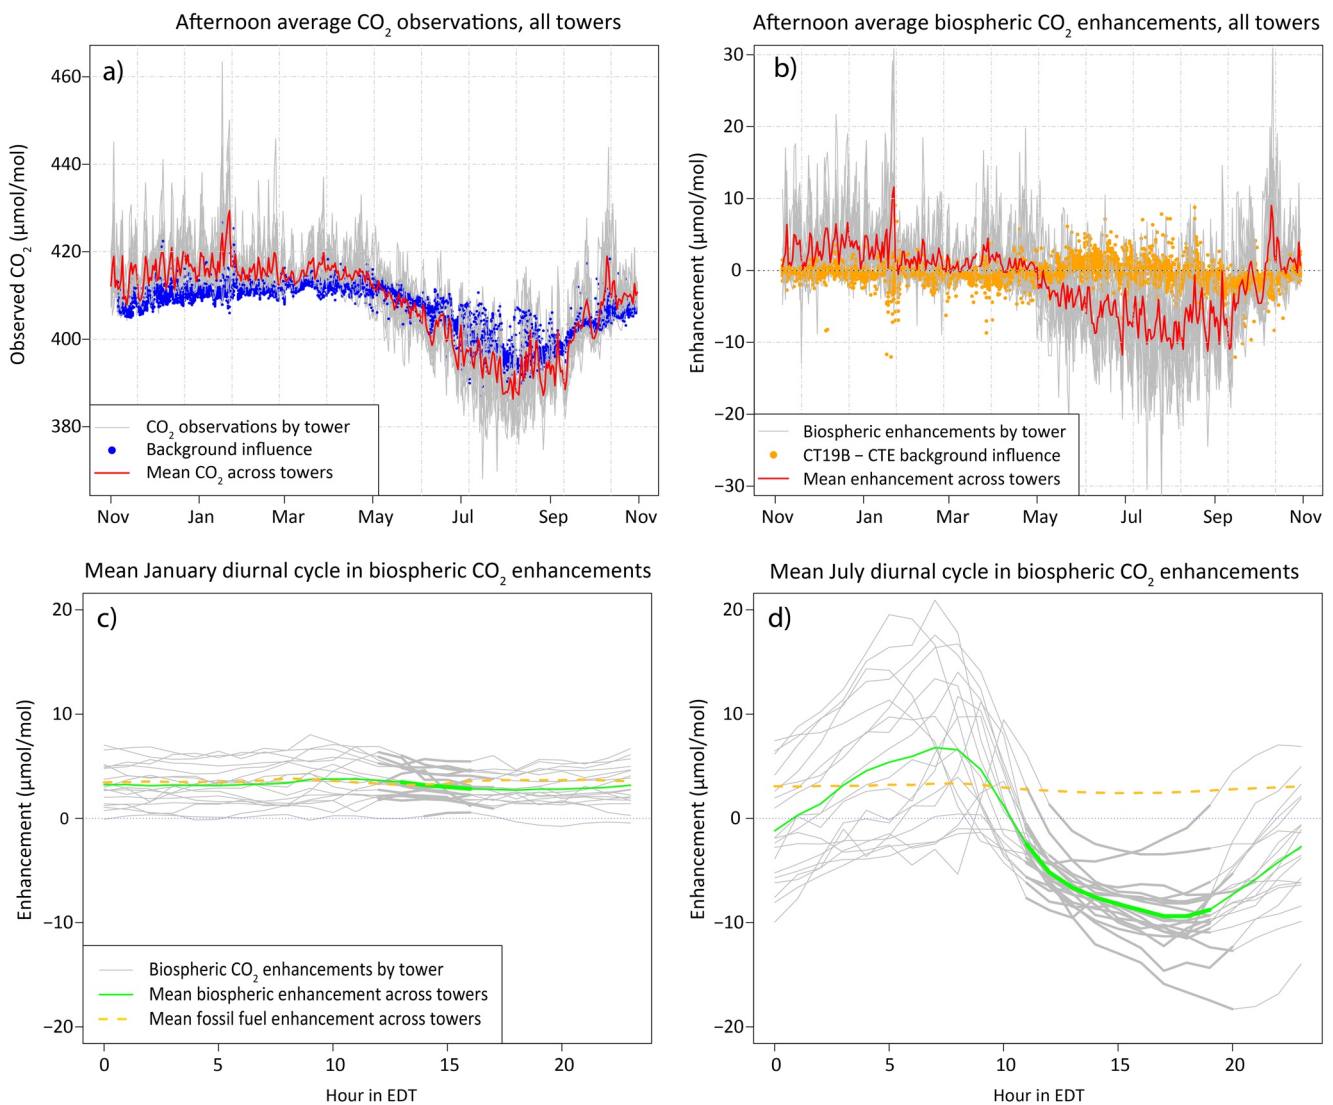 Afternoon average CO2 observations, all towers
a)
460
440
420
400
380
Observed CO2 (μmol/mol)
CO2 observations by tower
Background influence
Mean CO2 across towers
Nov Jan Mar May Jul Sep Nov
Afternoon average biospheric CO2 enhancements, all towers
b)
30
20
10
0
−10
−20
−30
Enhancement (μmol/mol)
Biospheric enhancements by tower
CT19B − CTE background influence
Mean enhancement across towers
Nov Jan Mar May Jul Sep Nov
Mean January diurnal cycle in biospheric CO2 enhancements
c)
20
10
0
−10
−20
Enhancement (μmol/mol)
Biospheric CO2 enhancements by tower
Mean biospheric enhancement across towers
Mean fossil fuel enhancement across towers
0 5 10 15 20
Hour in EDT
Mean July diurnal cycle in biospheric CO2 enhancements
d)
20
10
0
−10
−20
Enhancement (μmol/mol)
0 5 10 15 20
Hour in EDT